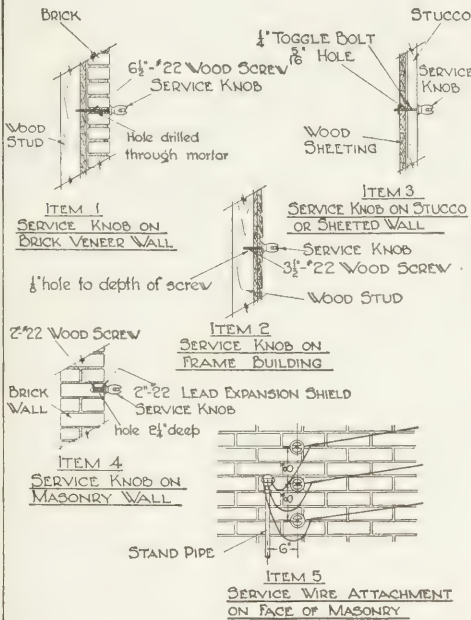 BRICK
6½"-#22 WOOD SCREW
SERVICE KNOB
WOOD
STUD
Hole drilled
through mortar
ITEM 1
SERVICE KNOB ON
BRICK VENEER WALL
STUCCO
¼" TOGGLE BOLT
5/16" HOLE
SERVICE
KNOB
WOOD
SHEETING
ITEM 3
SERVICE KNOB ON STUCCO
OR SHEETED WALL
SERVICE KNOB
3½"-#22 WOOD SCREW
⅛" hole to depth of screw
WOOD STUD
ITEM 2
SERVICE KNOB ON
FRAME BUILDING
2"-#22 WOOD SCREW
BRICK
WALL
2"-22 LEAD EXPANSION SHIELD
SERVICE KNOB
hole 2¼" deep
ITEM 4
SERVICE KNOB ON
MASONRY WALL
8"
8"
STAND PIPE
6"
ITEM 5
SERVICE WIRE ATTACHMENT
ON FACE OF MASONRY